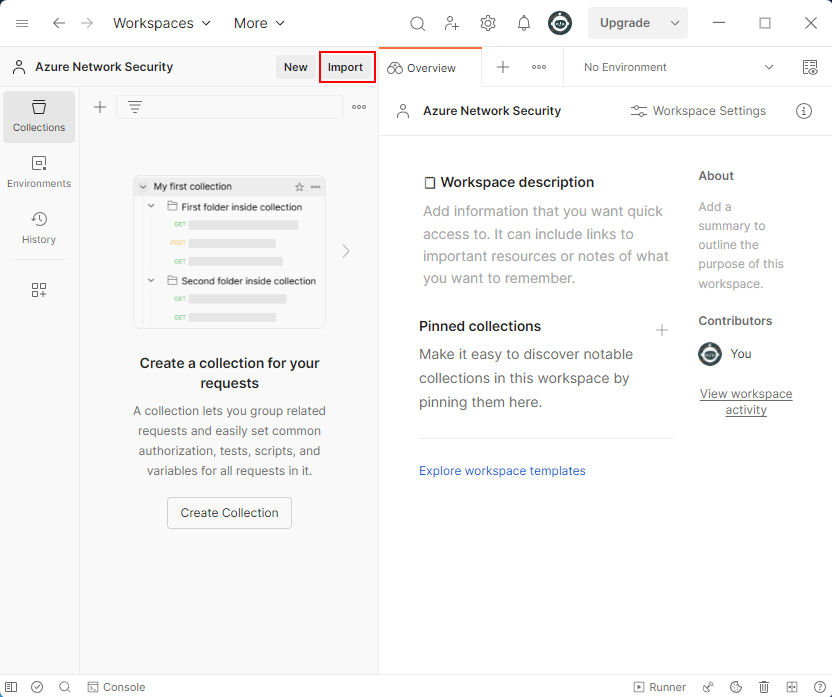 Workspaces More Upgrade
Azure Network Security New Import Overview No Environment
Collections
Environments
History
My first collection
First folder inside collection
GET
POST
GET
Second folder inside collection
GET
GET
Create a collection for your
requests
A collection lets you group related
requests and easily set common
authorization, tests, scripts, and
variables for all requests in it.
Create Collection
Azure Network Security Workspace Settings
Workspace description
Add information that you want quick
access to. It can include links to
important resources or notes of what
you want to remember.
Pinned collections
Make it easy to discover notable
collections in this workspace by
pinning them here.
Explore workspace templates
About
Add a
summary to
outline the
purpose of this
workspace.
Contributors
You
View workspace
activity
Console Runner